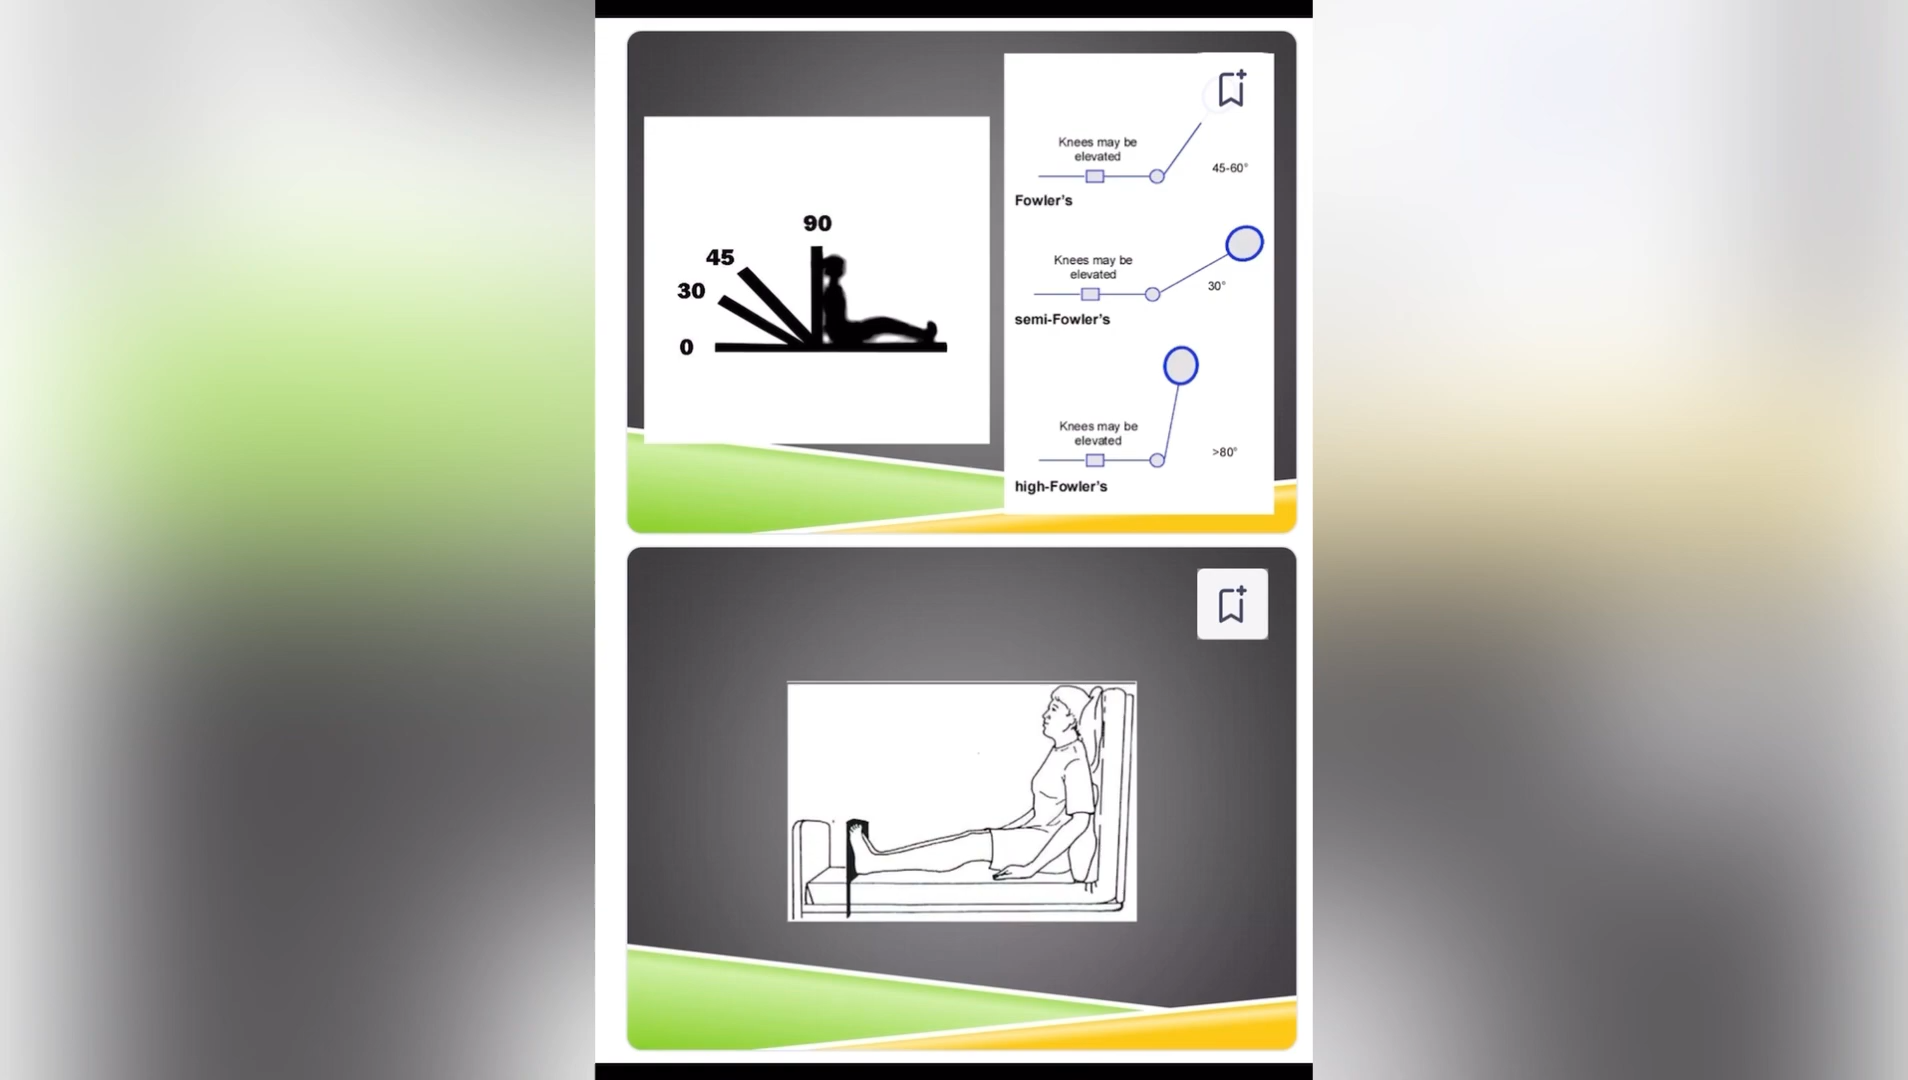 90
45
30
0
Knees may be
elevated
45-60°
Fowler's
Knees may be
elevated
30°
semi-Fowler's
Knees may be
elevated
>80°
high-Fowler's